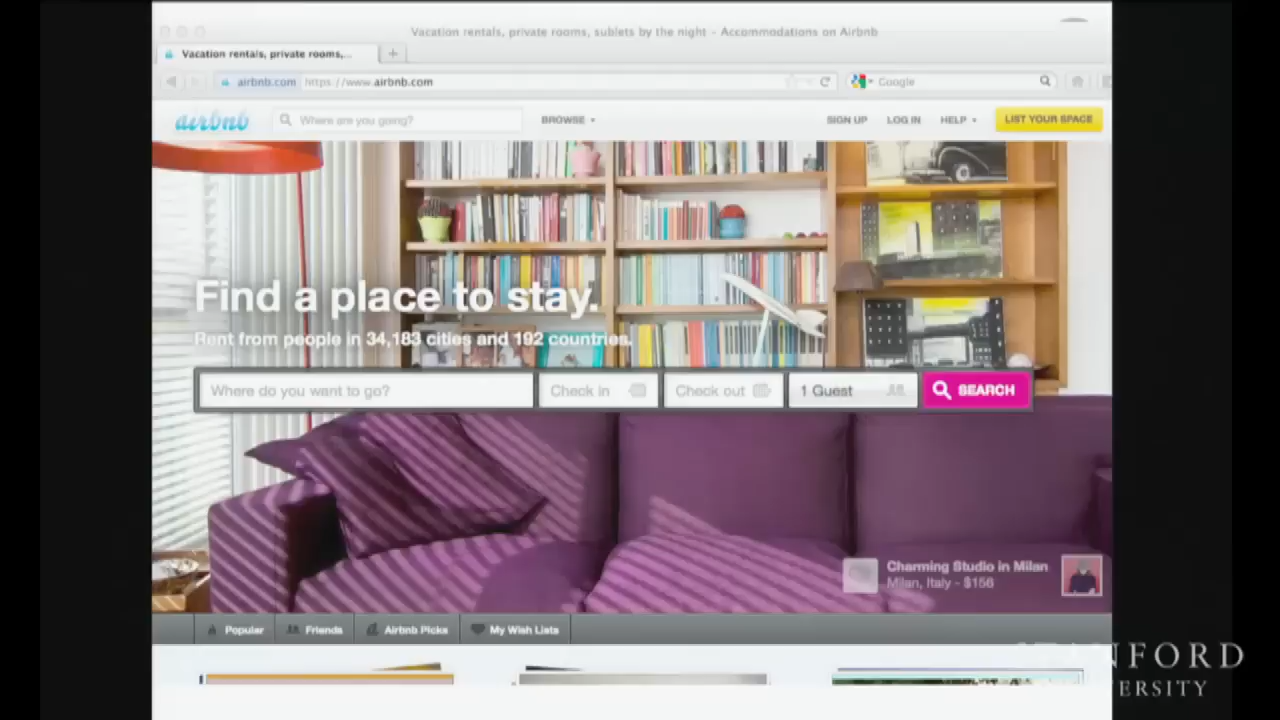 Vacation rentals, private rooms, sublets by the night - Accommodations on Airbnb
Vacation rentals, private rooms,...
airbnb.com https://www.airbnb.com
Google
airbnb
Where are you going?
BROWSE
SIGN UP
LOG IN
HELP
LIST YOUR SPACE
Find a place to stay.
Rent from people in 34,183 cities and 192 countries.
Where do you want to go?
Check in
Check out
1 Guest
SEARCH
Charming Studio in Milan
Milan, Italy - $156
Popular
Friends
Airbnb Picks
My Wish Lists
STANFORD
UNIVERSITY